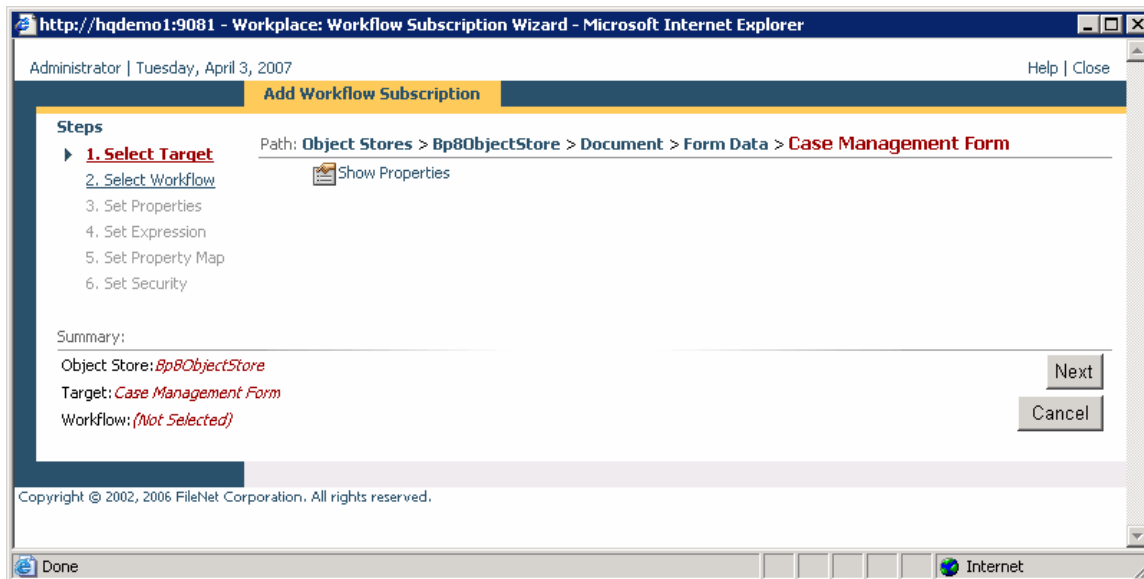 http://hqdemo1:9081 - Workplace: Workflow Subscription Wizard - Microsoft Internet Explorer
Administrator | Tuesday, April 3, 2007
Help | Close
Add Workflow Subscription
Steps
1. Select Target
2. Select Workflow
3. Set Properties
4. Set Expression
5. Set Property Map
6. Set Security
Path: Object Stores > Bp8ObjectStore > Document > Form Data > Case Management Form
Show Properties
Summary:
Object Store: Bp8ObjectStore
Target: Case Management Form
Workflow: (Not Selected)
Next
Cancel
Copyright © 2002, 2006 FileNet Corporation. All rights reserved.
Done
Internet